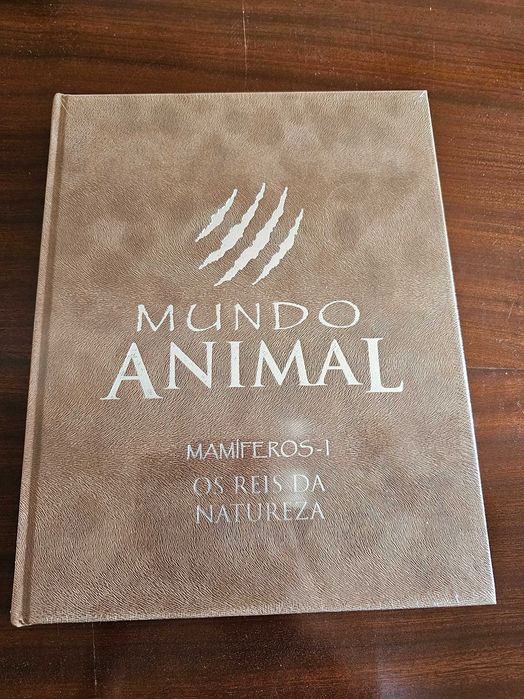 MUNDO
ANIMAL
MAMÍFEROS-I
OS REIS DA
NATUREZA